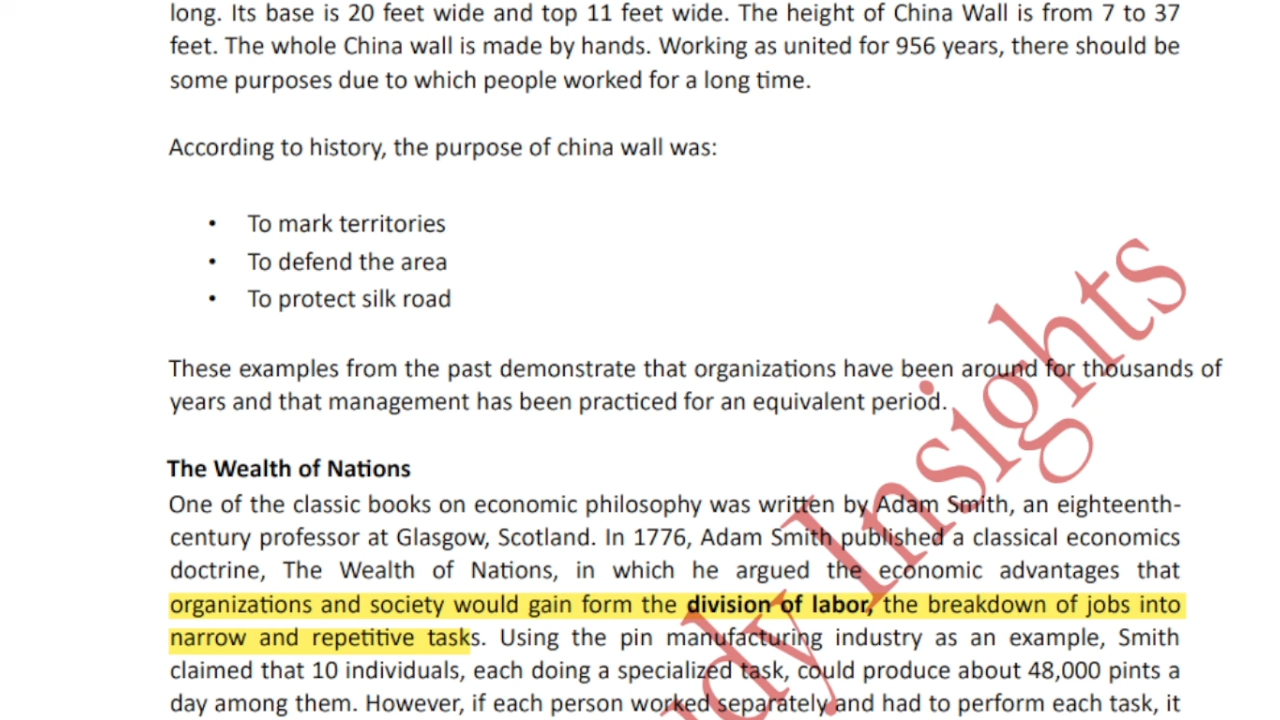 long. Its base is 20 feet wide and top 11 feet wide. The height of China Wall is from 7 to 37
feet. The whole China wall is made by hands. Working as united for 956 years, there should be
some purposes due to which people worked for a long time.
According to history, the purpose of china wall was:
• To mark territories
• To defend the area
• To protect silk road
These examples from the past demonstrate that organizations have been around for thousands of
years and that management has been practiced for an equivalent period.
The Wealth of Nations
One of the classic books on economic philosophy was written by Adam Smith, an eighteenth-
century professor at Glasgow, Scotland. In 1776, Adam Smith published a classical economics
doctrine, The Wealth of Nations, in which he argued the economic advantages that
organizations and society would gain form the division of labor, the breakdown of jobs into
narrow and repetitive tasks. Using the pin manufacturing industry as an example, Smith
claimed that 10 individuals, each doing a specialized task, could produce about 48,000 pints a
day among them. However, if each person worked separately and had to perform each task, it
Insights